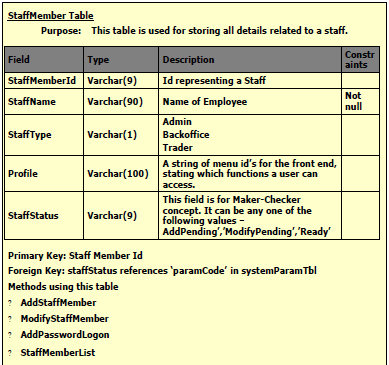 StaffMember Table
Purpose: This table is used for storing all details related to a staff.
Field Type Description Constr
aints
StaffMemberId Varchar(9) Id representing a Staff
StaffName Varchar(90) Name of Employee Not
null
StaffType Varchar(1) Admin
Backoffice
Trader
Profile Varchar(100) A string of menu id's for the front end,
stating which functions a user can
access.
StaffStatus Varchar(9) This field is for Maker-Checker
concept. It can be any one of the
following values –
AddPending','ModifyPending','Ready'
Primary Key: Staff Member Id
Foreign Key: staffStatus references 'paramCode' in systemParamTbl
Methods using this table
? AddStaffMember
? ModifyStaffMember
? AddPasswordLogon
? StaffMemberList